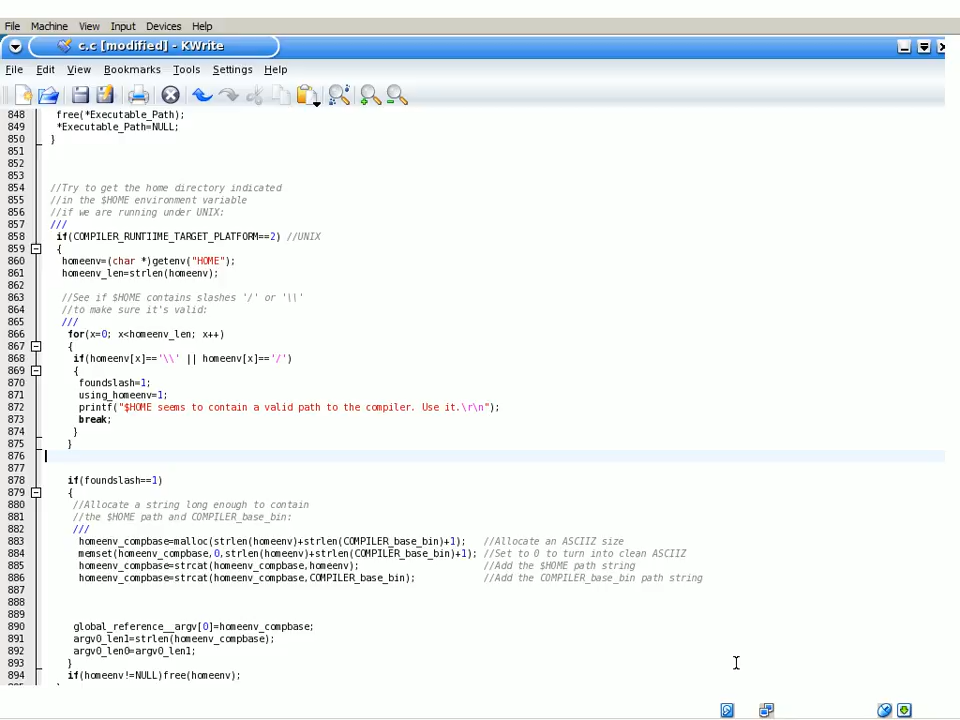 File Machine View Input Devices Help
c.c [modified] - KWrite
File Edit View Bookmarks Tools Settings Help
848 free(*Executable_Path);
849 *Executable_Path=NULL;
850 }
851
852
853
854 //Try to get the home directory indicated
855 //in the $HOME environment variable
856 //if we are running under UNIX:
857 ///
858 if(COMPILER_RUNTIIME_TARGET_PLATFORM==2) //UNIX
859 {
860 homeenv=(char *)getenv("HOME");
861 homeenv_len=strlen(homeenv);
862
863 //See if $HOME contains slashes '/' or '\\'
864 //to make sure it's valid:
865 ///
866 for(x=0; x<homeenv_len; x++)
867 {
868 if(homeenv[x]=='\\' || homeenv[x]=='/')
869 {
870 foundslash=1;
871 using_homeenv=1;
872 printf("$HOME seems to contain a valid path to the compiler. Use it.\r\n");
873 break;
874 }
875 }
876
877
878 if(foundslash==1)
879 {
880 //Allocate a string long enough to contain
881 //the $HOME path and COMPILER_base_bin:
882 ///
883 homeenv_compbase=malloc(strlen(homeenv)+strlen(COMPILER_base_bin)+1); //Allocate an ASCIIZ size
884 memset(homeenv_compbase,0,strlen(homeenv)+strlen(COMPILER_base_bin)+1); //Set to 0 to turn into clean ASCIIZ
885 homeenv_compbase=strcat(homeenv_compbase,homeenv); //Add the $HOME path string
886 homeenv_compbase=strcat(homeenv_compbase,COMPILER_base_bin); //Add the COMPILER_base_bin path string
887
888
889
890 global_reference__argv[0]=homeenv_compbase;
891 argv0_len1=strlen(homeenv_compbase);
892 argv0_len0=argv0_len1;
893 }
894 if(homeenv!=NULL)free(homeenv);